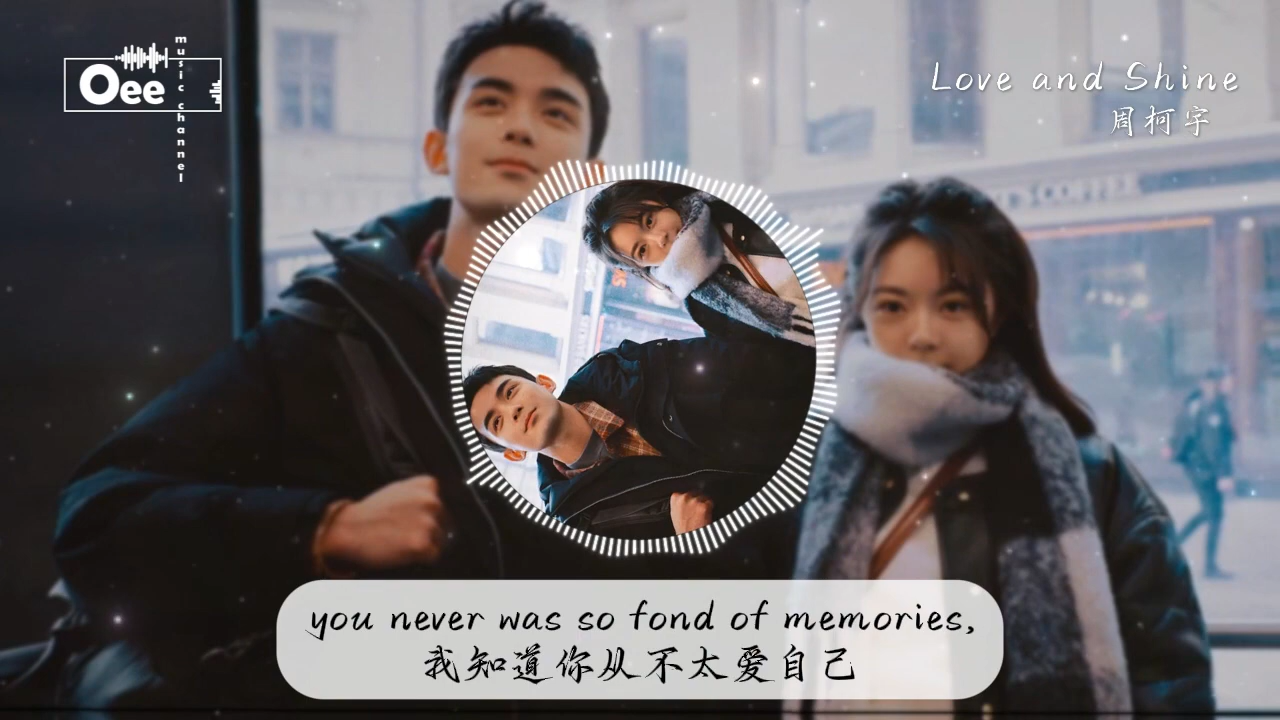 Oee
music channel
Love and Shine
周柯宇
you never was so fond of memories,
我知道你从不太爱自己